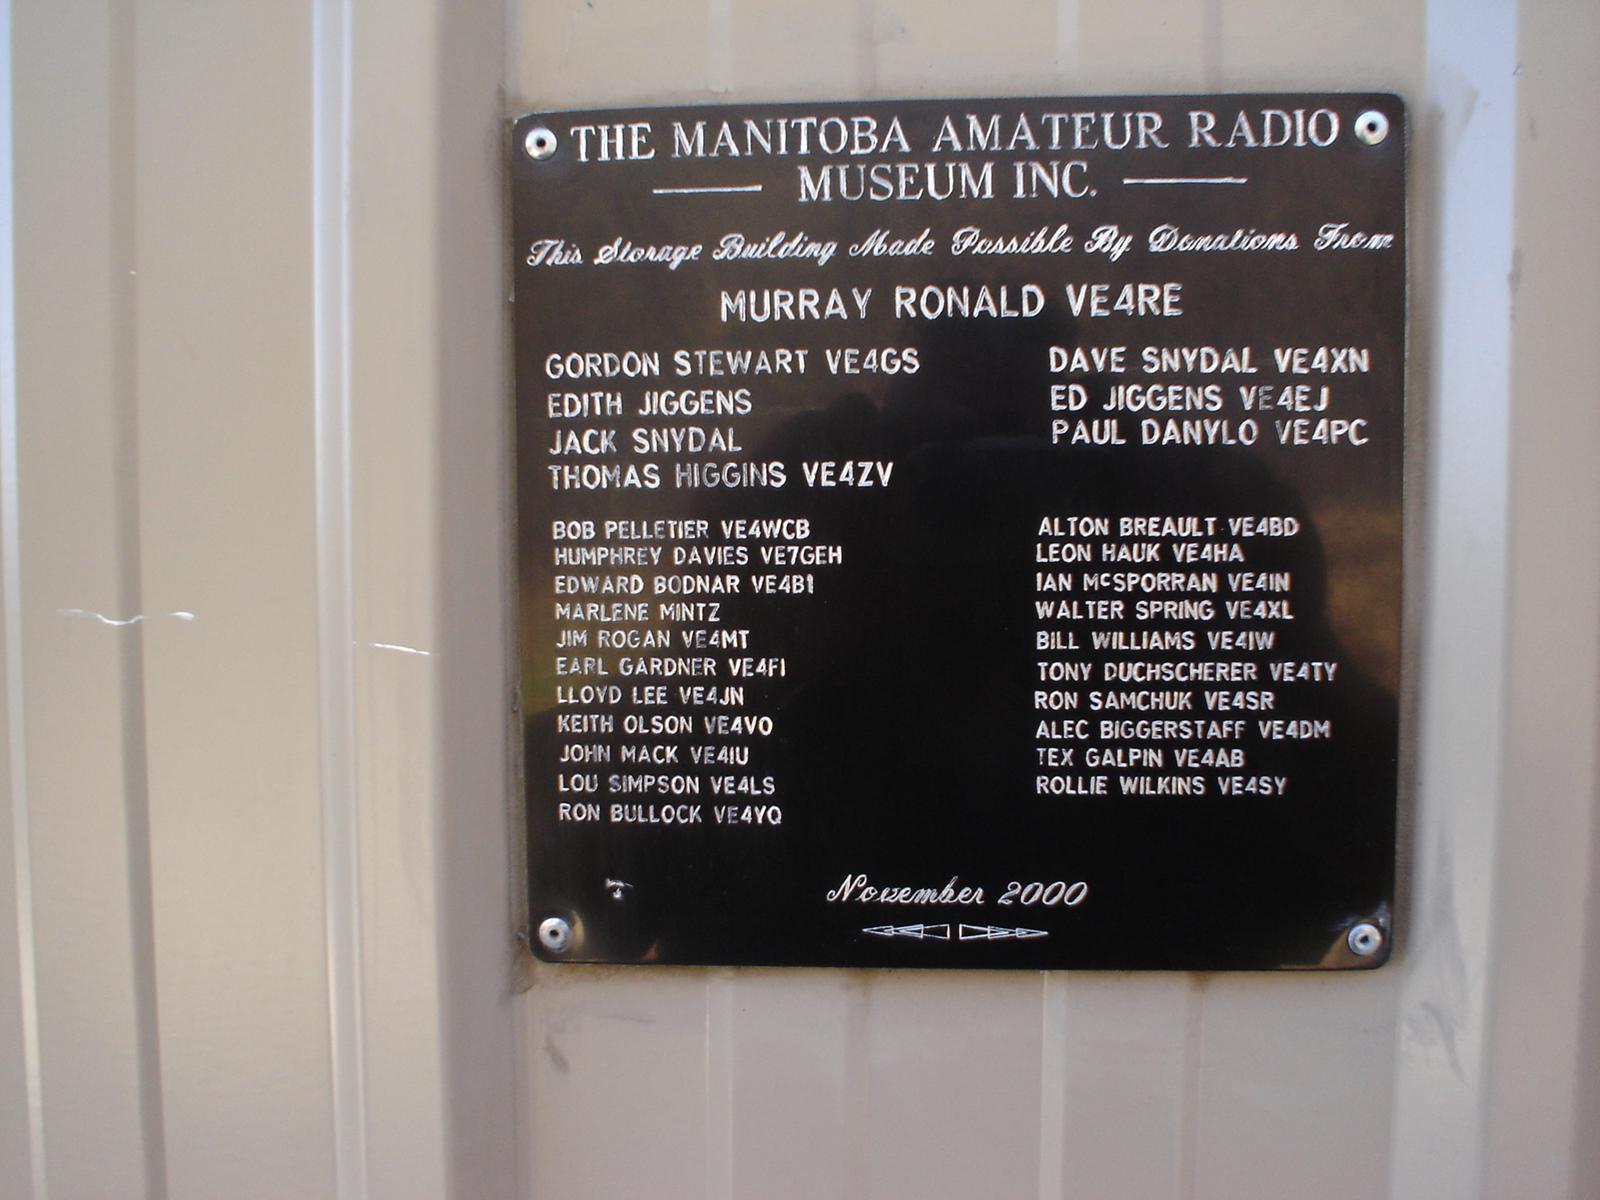 THE MANITOBA AMATEUR RADIO
MUSEUM INC.
This Storage Building Made Possible By Donations From
MURRAY RONALD VE4RE
GORDON STEWART VE4GS
EDITH JIGGENS
JACK SNYDAL
THOMAS HIGGINS VE4ZV
DAVE SNYDAL VE4XN
ED JIGGENS VE4EJ
PAUL DANYLO VE4PC
BOB PELLETIER VE4WCB
HUMPHREY DAVIES VE7GEH
EDWARD BODNAR VE4BI
MARLENE MINTZ
JIM ROGAN VE4MT
EARL GARDNER VE4FI
LLOYD LEE VE4JN
KEITH OLSON VE4VO
JOHN MACK VE4IU
LOU SIMPSON VE4LS
RON BULLOCK VE4YQ
ALTON BREAULT VE4BD
LEON HAUK VE4HA
IAN McSPORRAN VE4IN
WALTER SPRING VE4XL
BILL WILLIAMS VE4IW
TONY DUCHSCHERER VE4TY
RON SAMCHUK VE4SR
ALEC BIGGERSTAFF VE4DM
TEX GALPIN VE4AB
ROLLIE WILKINS VE4SY
November 2000